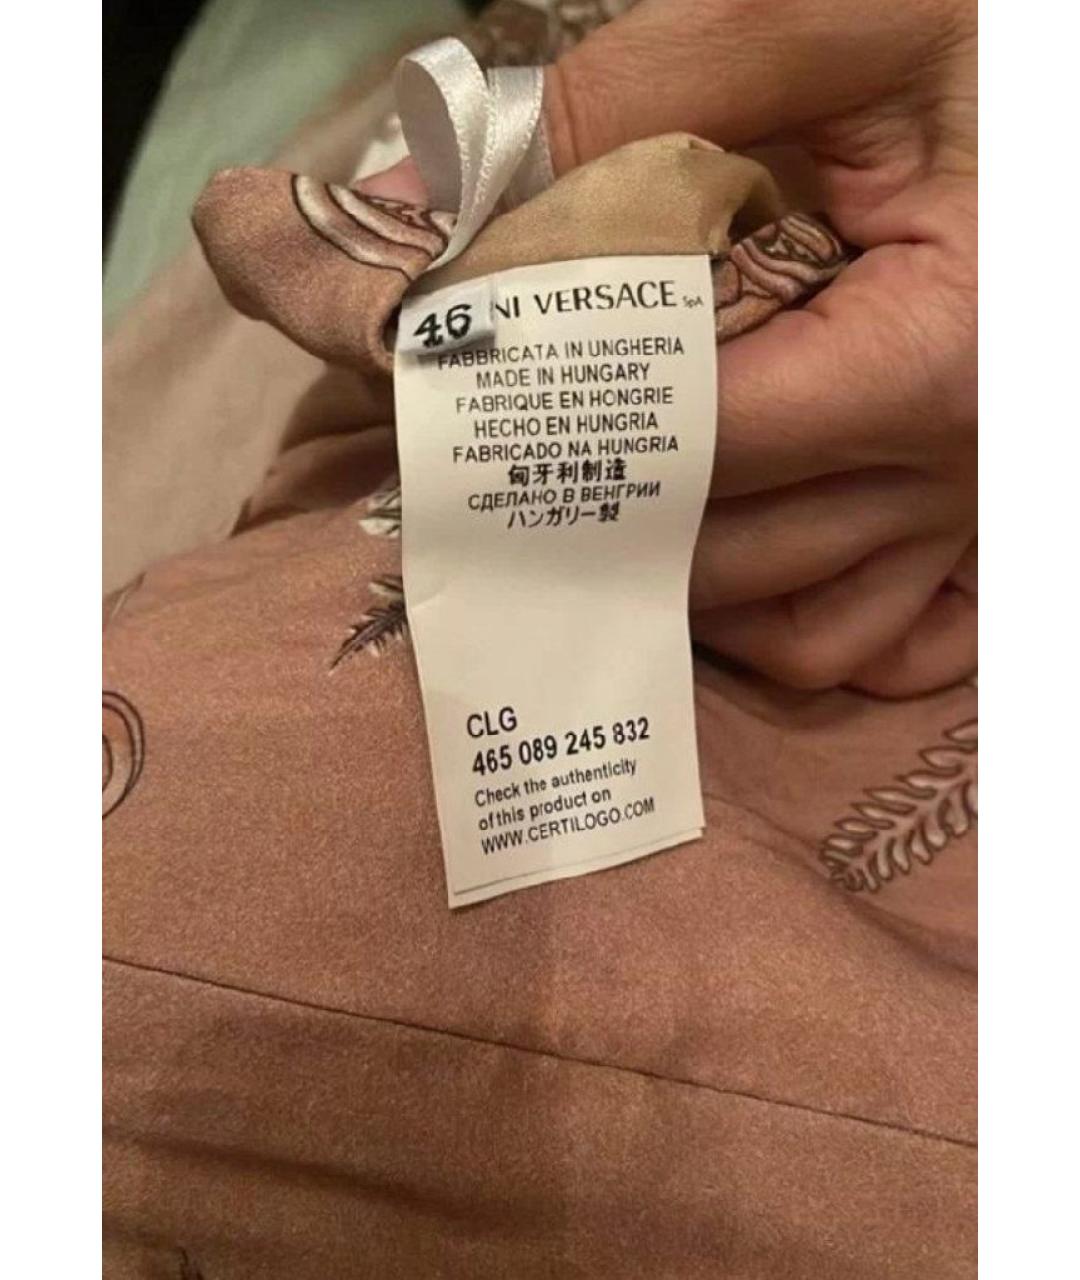 46
NI VERSACE SpA
FABBRICATA IN UNGHERIA
MADE IN HUNGARY
FABRIQUE EN HONGRIE
HECHO EN HUNGRIA
FABRICADO NA HUNGRIA
匈牙利制造
СДЕЛАНО В ВЕНГРИИ
ハンガリー製
CLG
465 089 245 832
Check the authenticity
of this product on
WWW.CERTILOGO.COM